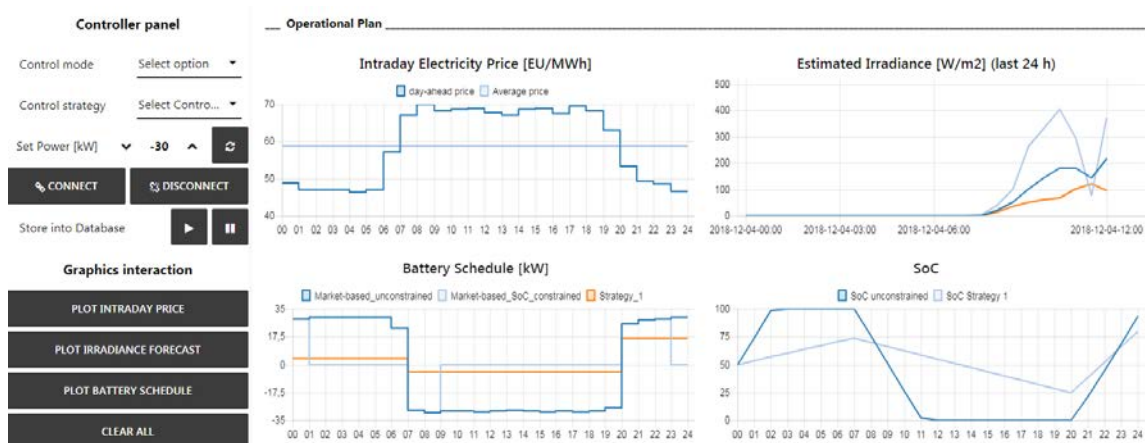 Controller panel
Control mode Select option
Control strategy Select Contro...
Set Power [kW] -30
CONNECT DISCONNECT
Store into Database
Graphics interaction
PLOT INTRADAY PRICE
PLOT IRRADIANCE FORECAST
PLOT BATTERY SCHEDULE
CLEAR ALL
Operational Plan
Intraday Electricity Price [EU/MWh]
day-ahead price Average price
70
60
50
40
00 01 02 03 04 05 06 07 08 09 10 11 12 13 14 15 16 17 18 19 20 21 22 23 24
Estimated Irradiance [W/m2] (last 24 h)
500
400
300
200
100
0
2018-12-04-00:00 2018-12-04-03:00 2018-12-04-06:00 2018-12-04-12:00
Battery Schedule [kW]
Market-based_unconstrained Market-based_SoC_constrained Strategy_1
35
17,5
0
-17,5
-35
00 01 02 03 04 05 06 07 08 09 10 11 12 13 14 15 16 17 18 19 20 21 22 23 24
SoC
SoC unconstrained SoC Strategy 1
100
75
50
25
0
00 01 02 03 04 05 06 07 08 09 10 11 12 13 14 15 16 17 18 19 20 21 22 23 24